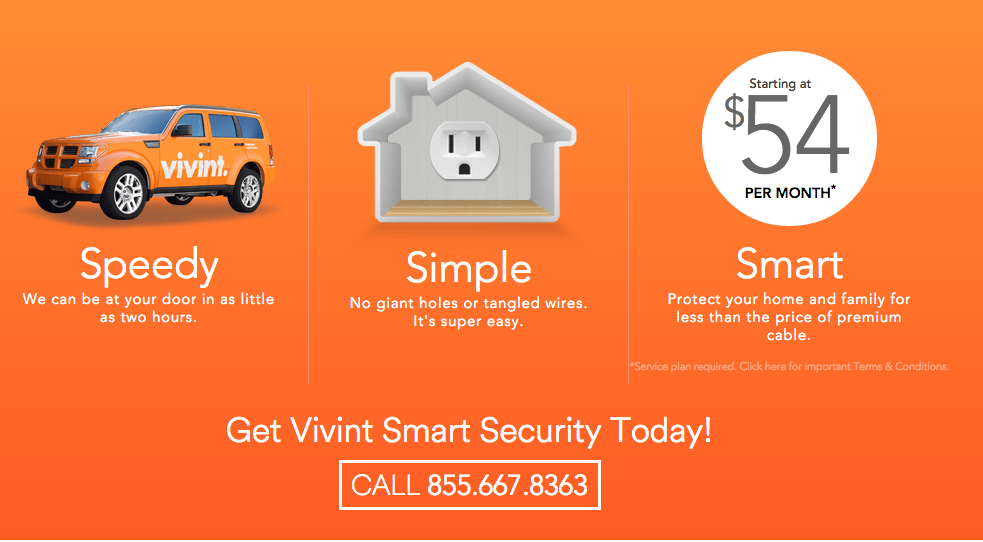 vivint.
Speedy
We can be at your door in as little
as two hours.
Simple
No giant holes or tangled wires.
It's super easy.
Starting at
$54
PER MONTH*
Smart
Protect your home and family for
less than the price of premium
cable.
*Service plan required. Click here for important Terms & Conditions.
Get Vivint Smart Security Today!
CALL 855.667.8363